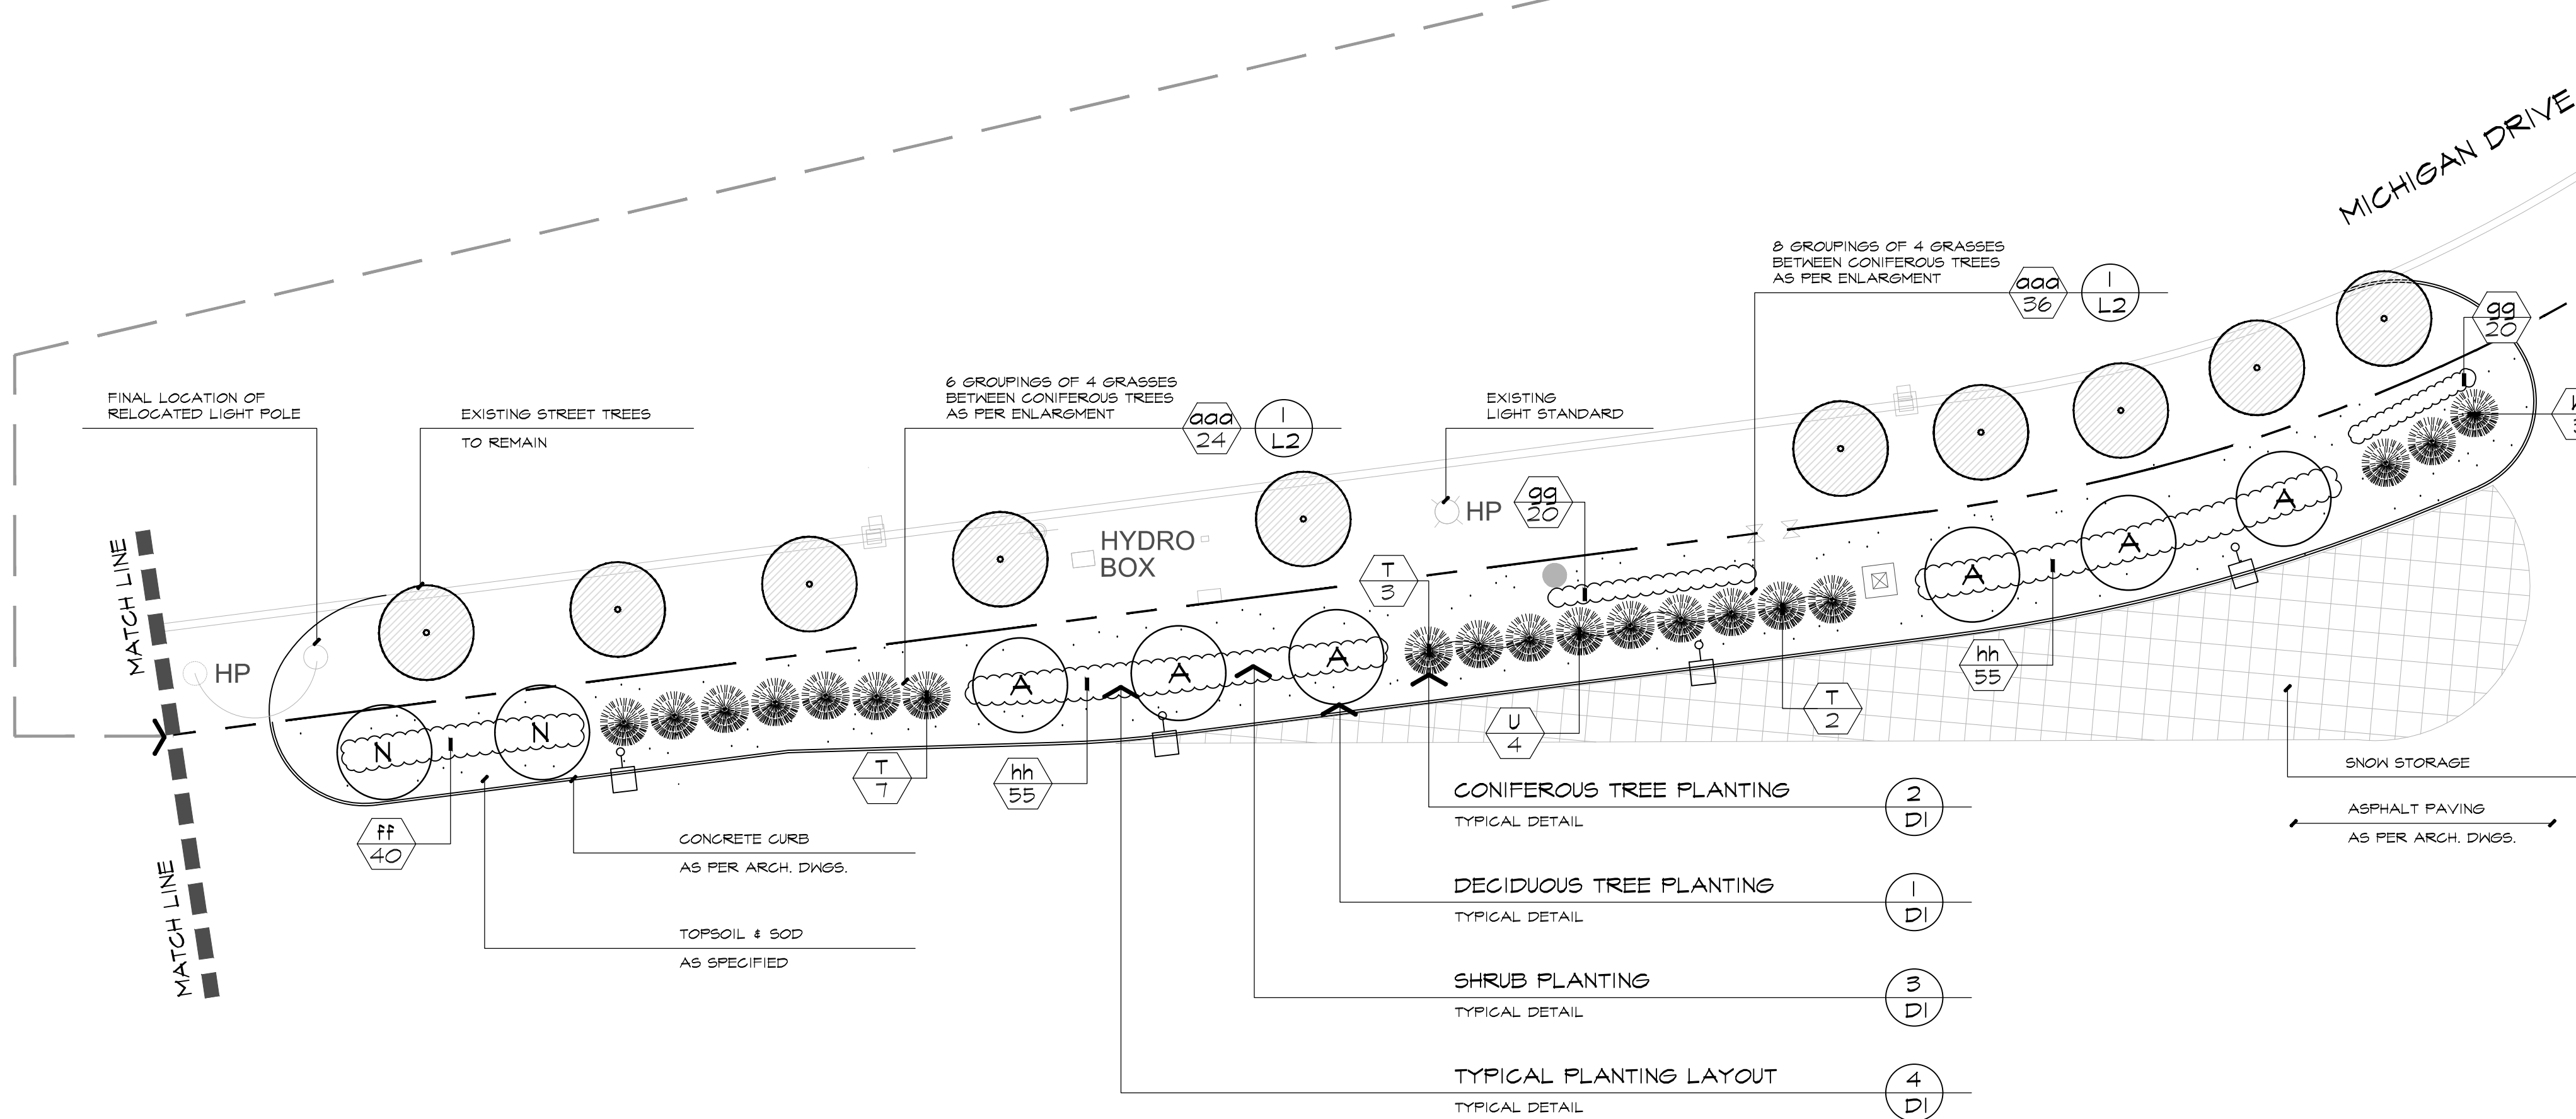 MICHIGAN DRIVE
8 GROUPINGS OF 4 GRASSES
BETWEEN CONIFEROUS TREES
AS PER ENLARGMENT
aaa
36
1
L2
gg
20
FINAL LOCATION OF
RELOCATED LIGHT POLE
EXISTING STREET TREES
TO REMAIN
6 GROUPINGS OF 4 GRASSES
BETWEEN CONIFEROUS TREES
AS PER ENLARGMENT
aaa
24
1
L2
EXISTING
LIGHT STANDARD
HP
gg
20
HYDRO
BOX
T
3
MATCH LINE
HP
N
N
A
A
A
A
A
A
U
4
T
2
hh
55
T
7
hh
55
ff
40
SNOW STORAGE
ASPHALT PAVING
AS PER ARCH. DWGS.
CONCRETE CURB
AS PER ARCH. DWGS.
TOPSOIL & SOD
AS SPECIFIED
MATCH LINE
CONIFEROUS TREE PLANTING
TYPICAL DETAIL
2
D1
DECIDUOUS TREE PLANTING
TYPICAL DETAIL
1
D1
SHRUB PLANTING
TYPICAL DETAIL
3
D1
TYPICAL PLANTING LAYOUT
TYPICAL DETAIL
4
D1